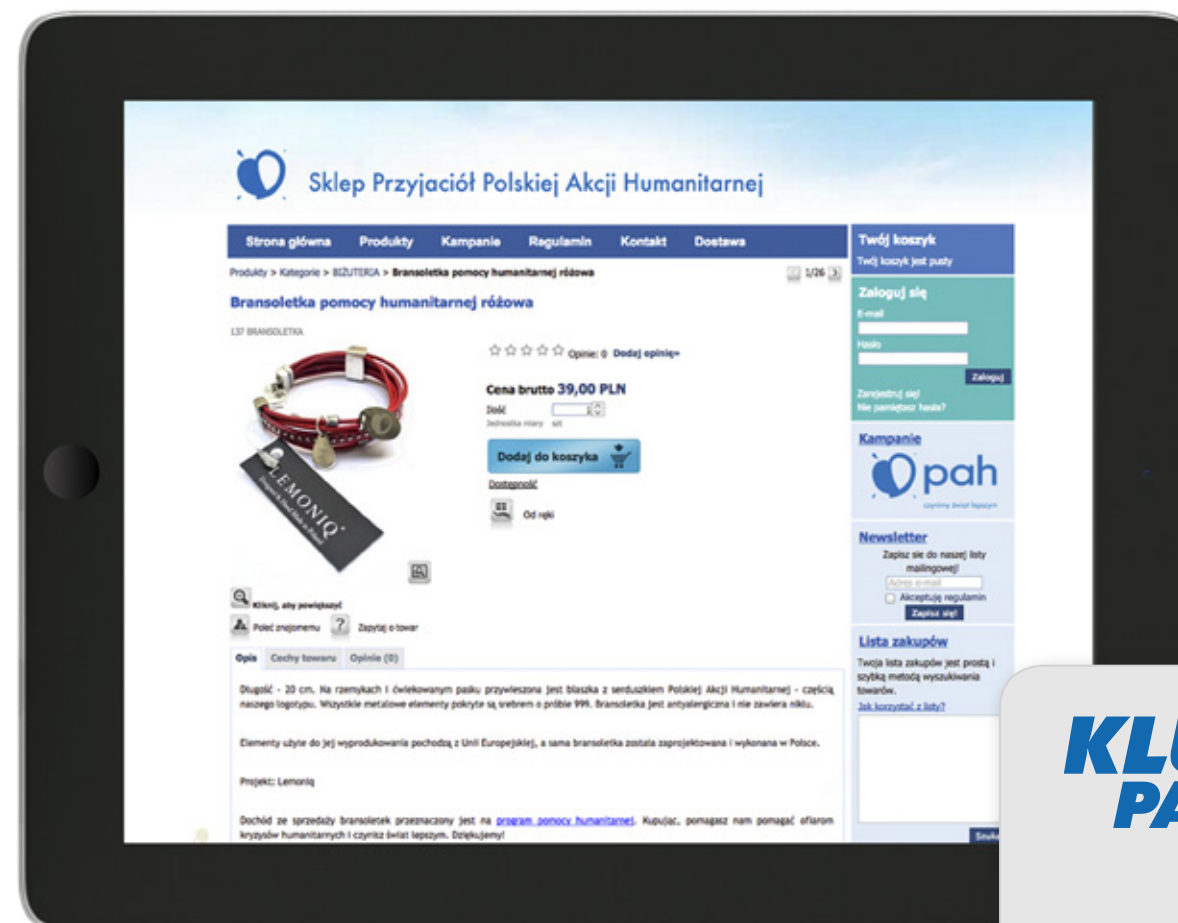 Sklep Przyjaciół Polskiej Akcji Humanitarnej
Strona główna Produkty Kampanie Regulamin Kontakt Dostawa
Produkty > Kategorie > BIŻUTERIA > Bransoletka pomocy humanitarnej różowa
1/26
Bransoletka pomocy humanitarnej różowa
137 BRANSOLETKA
LEMONIQ
Opinie: 0 Dodaj opinię»
Cena brutto 39,00 PLN
Ilość 1
Jednostka miary szt
Dodaj do koszyka
Dostępność
Od ręki
Kliknij, aby powiększyć
Poleć znajomemu ? Zapytaj o towar
Opis Cechy towaru Opinie (0)
Długość - 20 cm. Na rzemykach i ćwiekowanym pasku przywieszona jest blaszka z serduszkiem Polskiej Akcji Humanitarnej - częścią
naszego logotypu. Wszystkie metalowe elementy pokryte są srebrem o próbie 999. Bransoletka jest antyalergiczna i nie zawiera niklu.
Elementy użyte do jej wyprodukowania pochodzą z Unii Europejskiej, a sama bransoletka została zaprojektowana i wykonana w Polsce.
Projekt: Lemoniq
Dochód ze sprzedaży bransoletek przeznaczony jest na program pomocy humanitarnej. Kupując, pomagasz nam pomagać ofiarom
kryzysów humanitarnych i czynisz świat lepszym. Dziękujemy!
Twój koszyk
Twój koszyk jest pusty
Zaloguj się
E-mail
Hasło
Zaloguj
Zarejestruj się!
Nie pamiętasz hasła?
Kampanie
pah
czynimy świat lepszym
Newsletter
Zapisz sie do naszej listy
mailingowej!
Adres e-mail
Akceptuję regulamin
Zapisz się!
Lista zakupów
Twoja lista zakupów jest prostą i
szybką metodą wyszukiwania
towarów.
Jak korzystać z listy?
Szuka
KLU
PA